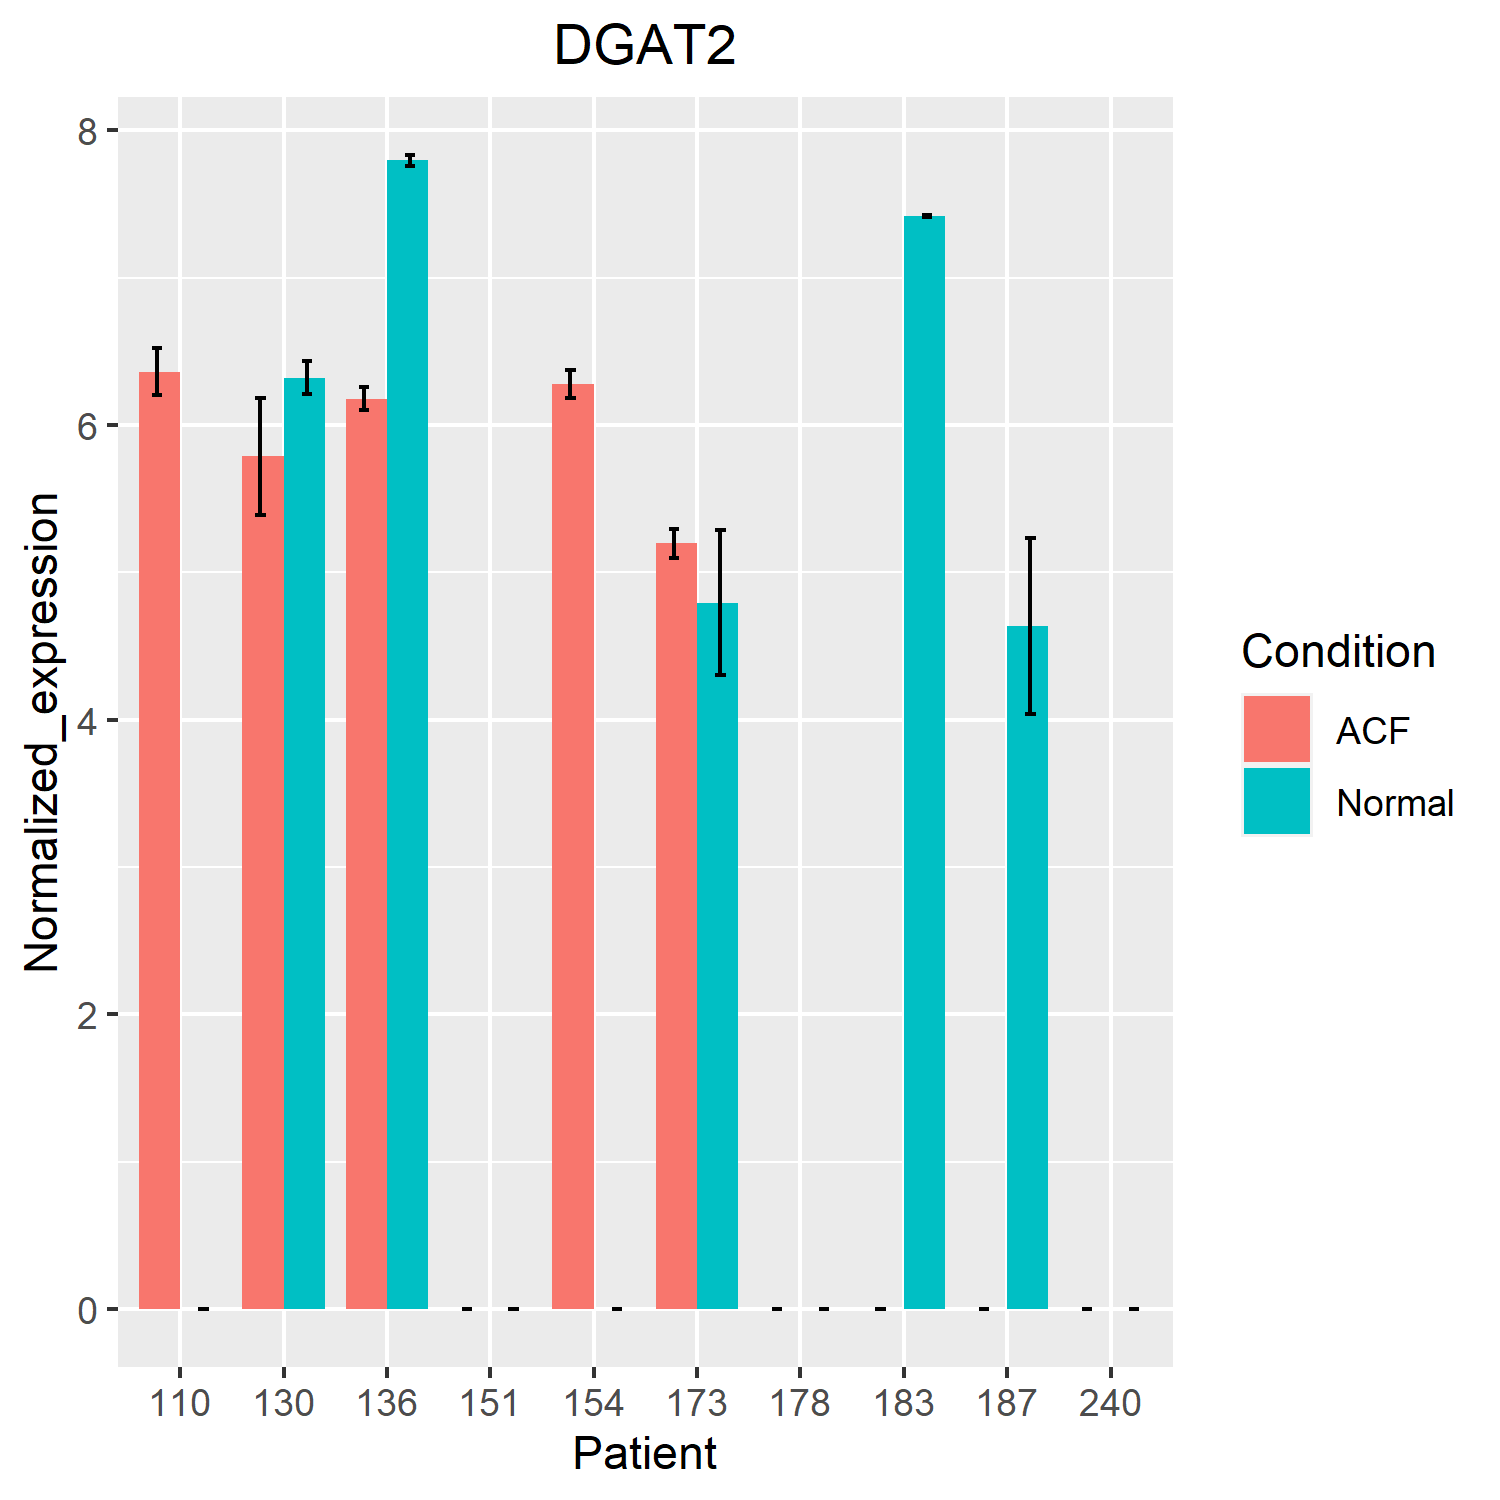 DGAT2
8
6
4
2
0
Normalized_expression
110 130 136 151 154 173 178 183 187 240
Patient
Condition
ACF
Normal